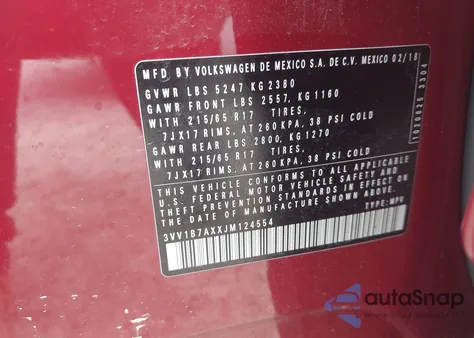 MFD BY VOLKSWAGEN DE MEXICO S.A. DE C.V. MEXICO 02/18
GVWR LBS 5247 KG 2380
GAWR FRONT LBS 2557, KG 1160
WITH 215/65 R17 TIRES,
7JX17 RIMS. AT 260 KPA, 38 PSI COLD
GAWR REAR LBS 2800, KG 1270
WITH 215/65 R17 TIRES,
7JX17 RIMS. AT 260 KPA, 38 PSI COLD
THIS VEHICLE CONFORMS TO ALL APPLICABLE
U.S. FEDERAL MOTOR VEHICLE SAFETY AND
THEFT PREVENTION STANDARDS IN EFFECT ON
THE DATE OF MANUFACTURE SHOWN ABOVE.
3VV1B7AXXJM124554 TYPE: MPV
autoSnap